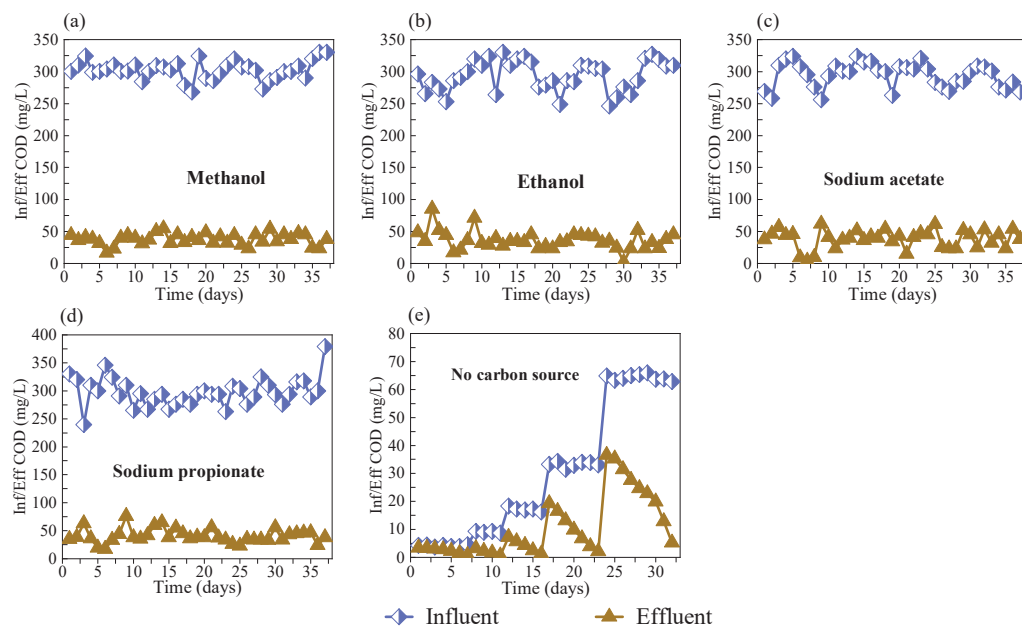 (a)
350
300
250
200
150
100
50
0
Inf/Eff COD (mg/L)
Methanol
0 5 10 15 20 25 30 35
Time (days)
(b)
350
300
250
200
150
100
50
0
Inf/Eff COD (mg/L)
Ethanol
0 5 10 15 20 25 30 35
Time (days)
(c)
350
300
250
200
150
100
50
0
Inf/Eff COD (mg/L)
Sodium acetate
0 5 10 15 20 25 30 35
Time (days)
(d)
400
350
300
250
200
150
100
50
0
Inf/Eff COD (mg/L)
Sodium propionate
0 5 10 15 20 25 30 35
Time (days)
(e)
80
70
60
50
40
30
20
10
0
Inf/Eff COD (mg/L)
No carbon source
0 5 10 15 20 25 30
Time (days)
Influent Effluent